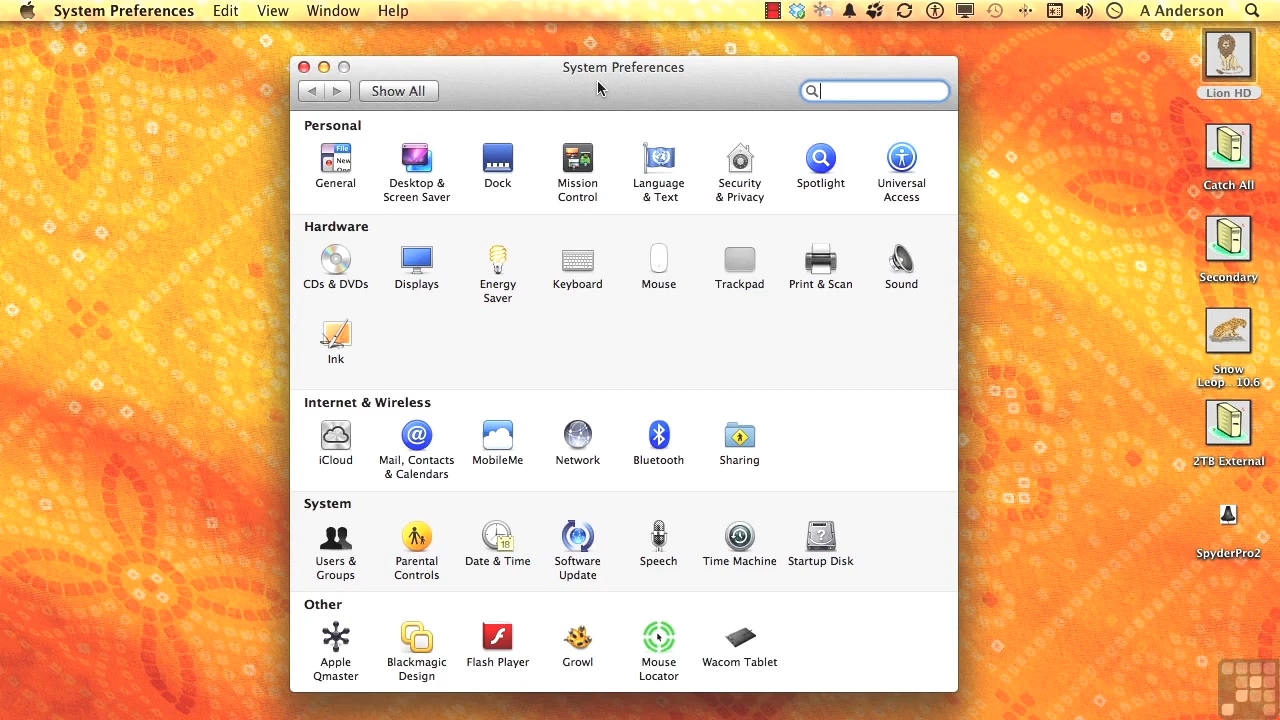 System Preferences Edit View Window Help A Anderson
System Preferences
Show All
Personal
General
Desktop &
Screen Saver
Dock
Mission
Control
Language
& Text
Security
& Privacy
Spotlight
Universal
Access
Hardware
CDs & DVDs
Displays
Energy
Saver
Keyboard
Mouse
Trackpad
Print & Scan
Sound
Ink
Internet & Wireless
iCloud
Mail, Contacts
& Calendars
MobileMe
Network
Bluetooth
Sharing
System
Users &
Groups
Parental
Controls
18
Date & Time
Software
Update
Speech
Time Machine
Startup Disk
Other
Apple
Qmaster
Blackmagic
Design
Flash Player
Growl
Mouse
Locator
Wacom Tablet
Lion HD
Catch All
Secondary
Snow
Leop... 10.6
2TB External
SpyderPro2